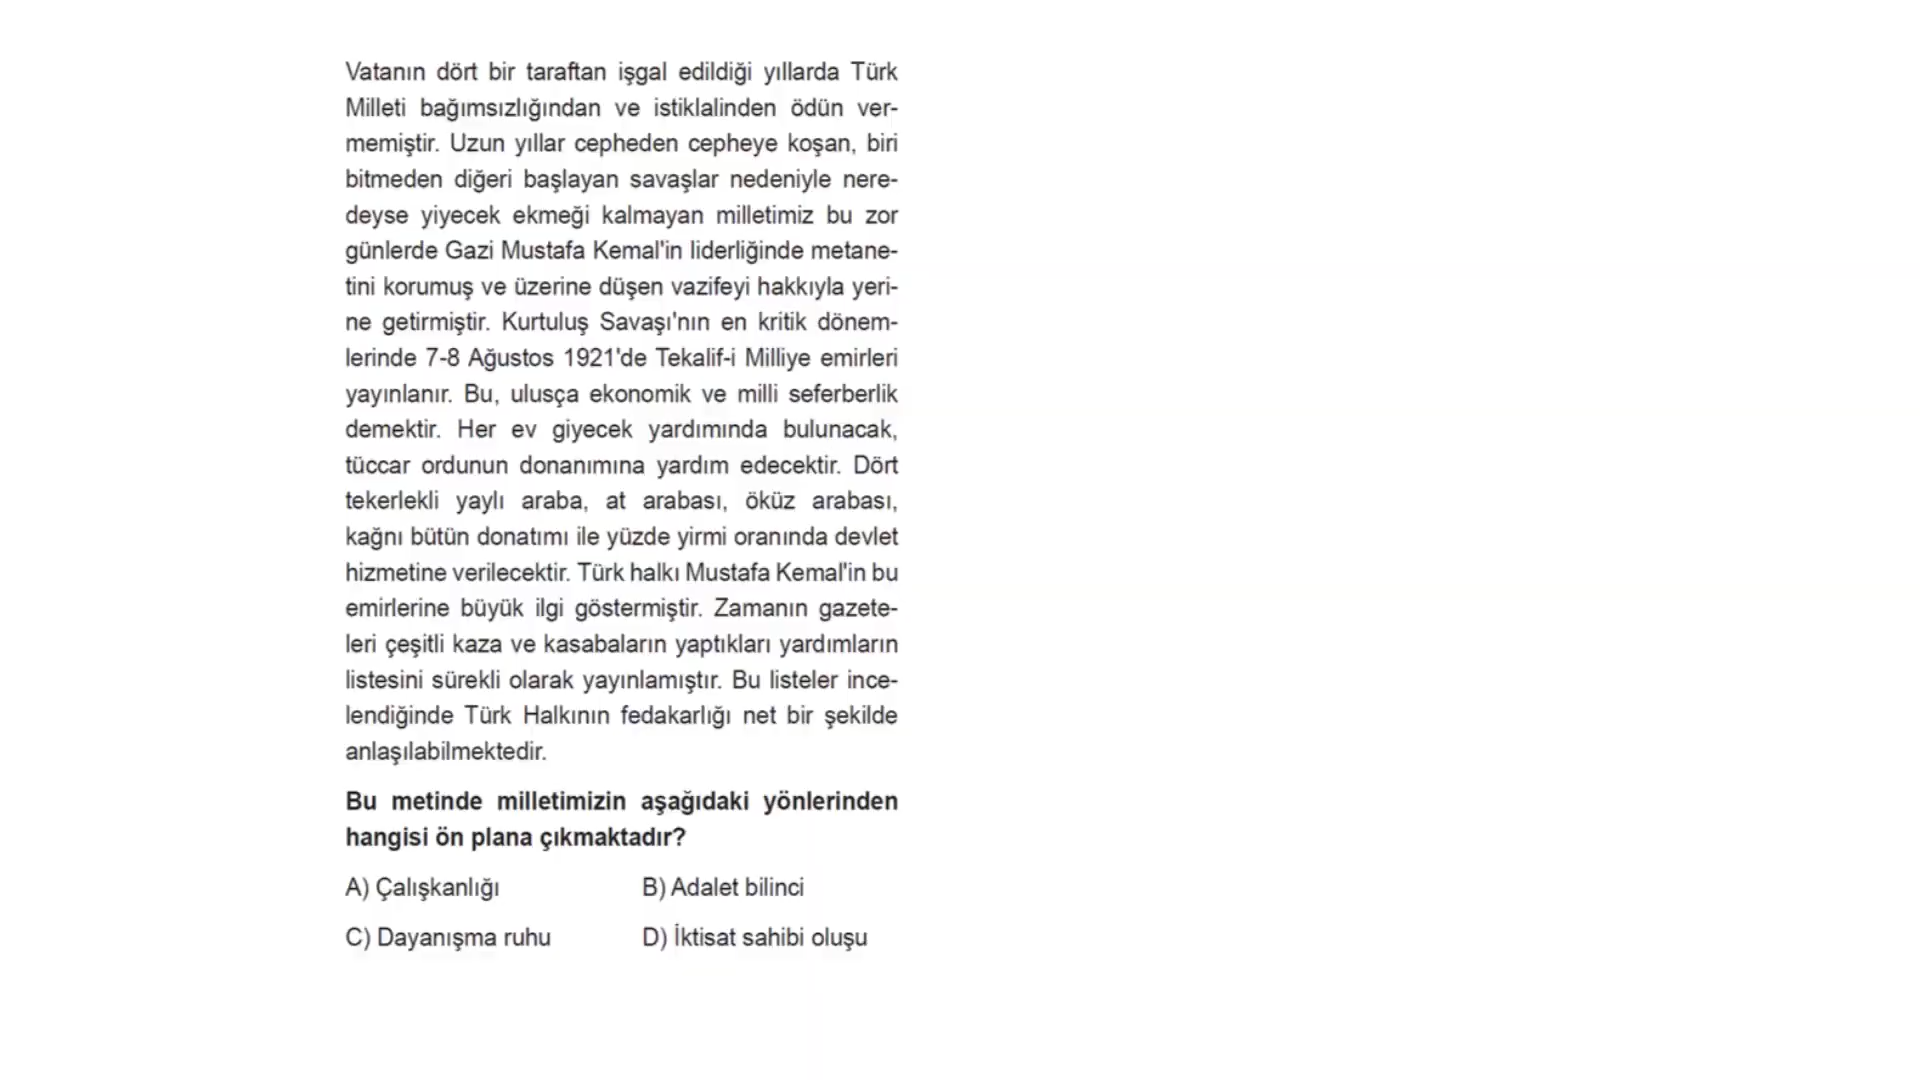 Vatanın dört bir taraftan işgal edildiği yıllarda Türk
Milleti bağımsızlığından ve istiklalinden ödün ver-
memiştir. Uzun yıllar cepheden cepheye koşan, biri
bitmeden diğeri başlayan savaşlar nedeniyle nere-
deyse yiyecek ekmeği kalmayan milletimiz bu zor
günlerde Gazi Mustafa Kemal'in liderliğinde metane-
tini korumuş ve üzerine düşen vazifeyi hakkıyla yeri-
ne getirmiştir. Kurtuluş Savaşı'nın en kritik dönem-
lerinde 7-8 Ağustos 1921'de Tekalif-i Milliye emirleri
yayınlanır. Bu, ulusça ekonomik ve milli seferberlik
demektir. Her ev giyecek yardımında bulunacak,
tüccar ordunun donanımına yardım edecektir. Dört
tekerlekli yaylı araba, at arabası, öküz arabası,
kağnı bütün donatımı ile yüzde yirmi oranında devlet
hizmetine verilecektir. Türk halkı Mustafa Kemal'in bu
emirlerine büyük ilgi göstermiştir. Zamanın gazete-
leri çeşitli kaza ve kasabaların yaptıkları yardımların
listesini sürekli olarak yayınlamıştır. Bu listeler ince-
lendiğinde Türk Halkının fedakarlığı net bir şekilde
anlaşılabilmektedir.
Bu metinde milletimizin aşağıdaki yönlerinden
hangisi ön plana çıkmaktadır?
A) Çalışkanlığı B) Adalet bilinci
C) Dayanışma ruhu D) İktisat sahibi oluşu